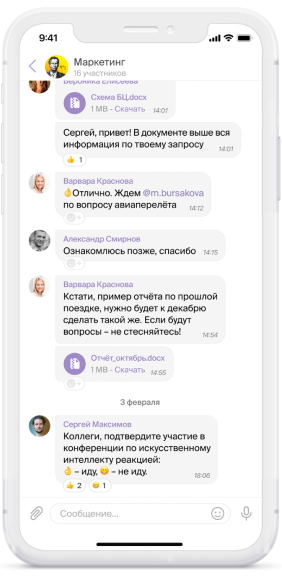 9:41
Маркетинг
16 участников
Вероника Елисеева
Схема БЦ.docx
1 MB - Скачать 14:01
Сергей, привет! В документе выше вся
информация по твоему запросу 14:01
👍 1
Варвара Краснова
👌Отлично. Ждем @m.bursakova
по вопросу авиаперелёта 14:12
Александр Смирнов
Ознакомлюсь позже, спасибо 14:15
Варвара Краснова
Кстати, пример отчёта по прошлой
поездке, нужно будет к декабрю
сделать такой же. Если будут
вопросы – не стесняйтесь! 14:54
Отчёт_октябрь.docx
1 MB - Скачать 14:55
3 февраля
Сергей Максимов
Коллеги, подтвердите участие в
конференции по искусственному
интеллекту реакцией:
– иду, – не иду. 18:06
2 1
Сообщение...